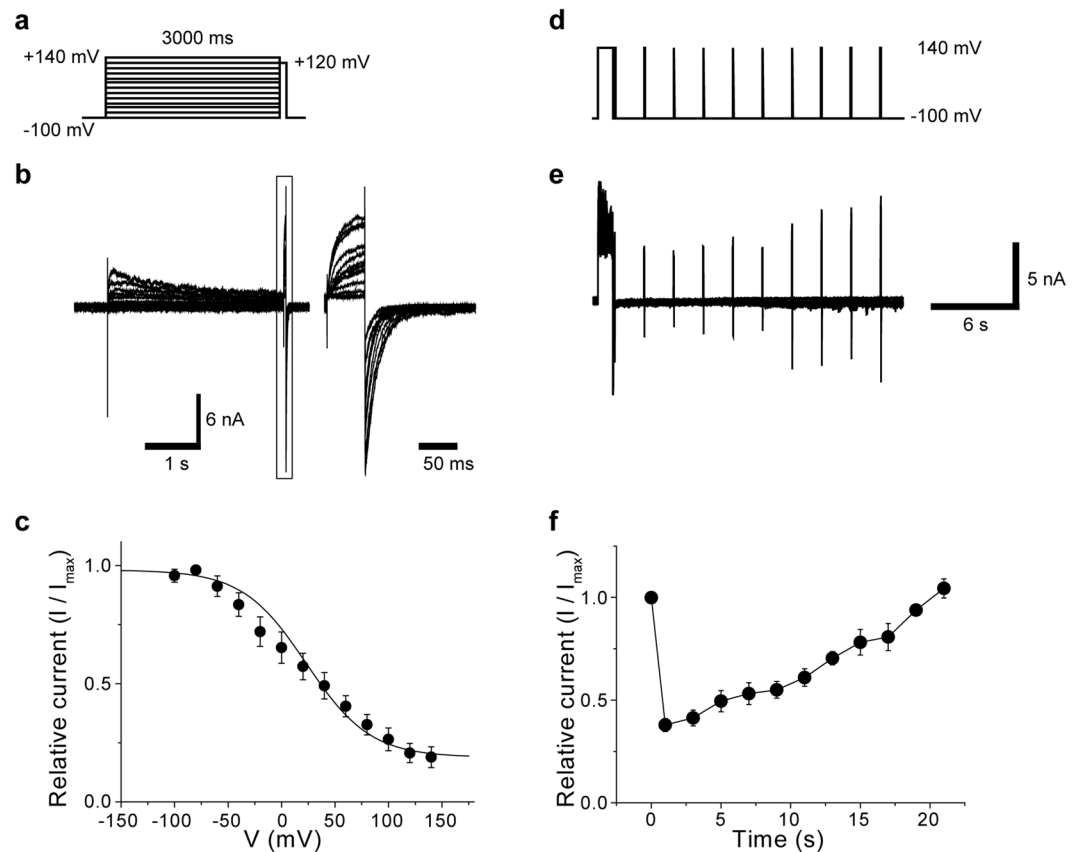 a
3000 ms
+140 mV
+120 mV
-100 mV
b
6 nA
1 s
50 ms
c
Relative current (I / Imax)
1.0
0.5
0.0
-150 -100 -50 0 50 100 150
V (mV)
d
140 mV
-100 mV
e
5 nA
6 s
f
Relative current (I / Imax)
1.0
0.5
0.0
0 5 10 15 20
Time (s)